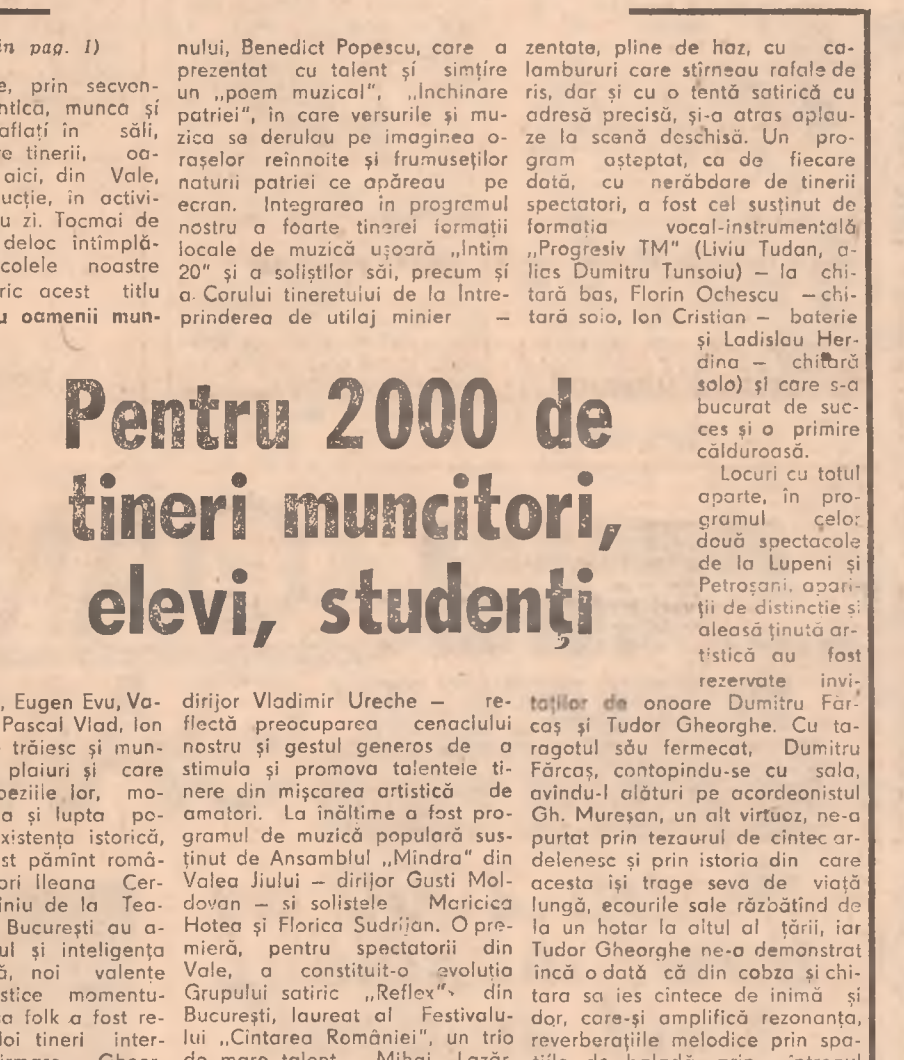 in pag. I)
e, prin secven-
ntică, munca și
aflați în săli,
e tinerii, oa-
aici, din Vale,
ucție, în activi-
u zi. Tocmai de
deloc întîmplă-
colele noastre
ric acest titlu
u oamenii mun-
nului, Benedict Popescu, care a
prezentat cu talent și simțire
un „poem muzical", „Inchinare
patriei", în care versurile și mu-
zica se derulau pe imaginea o-
rașelor reînnoite și frumuseților
naturii patriei ce apăreau pe
ecran. Integrarea în programul
nostru a foarte tinerei formații
locale de muzică ușoară „Intim
20" și a soliștilor săi, precum și
a Corului tineretului de la Intre-
prinderea de utilaj minier —
zentate, pline de haz, cu ca-
lambururi care stîrneau rafale de
ris, dar și cu o tentă satirică cu
adresă precisă, și-a atras aplau-
ze la scenă deschisă. Un pro-
gram așteptat, ca de fiecare
dată, cu nerăbdare de tinerii
spectatori, a fost cel susținut de
formația vocal-instrumentală
„Progresiv TM" (Liviu Tudan, a-
lias Dumitru Tunsoiu) — la chi-
tară bas, Florin Ochescu — chi-
tară solo, Ion Cristian — baterie
și Ladislau Her-
dina — chitară
solo) și care s-a
bucurat de suc-
ces și o primire
călduroasă.
Locuri cu totul
aparte, în pro-
gramul celor
două spectacole
de la Lupeni și
Petroșani, apari-
ții de distincție și
aleasă ținută ar-
tistică au fost
rezervate invi-
Pentru 2000 de
tineri muncitori,
elevi, studenți
, Eugen Evu, Va-
Pascal Vlad, Ion
trăiesc și mun-
plaiuri și care
oeziile lor, mo-
a și lupta po-
xistența istorică,
st pămînt româ-
ori Ileana Cer-
iniu de la Tea-
București au a-
ul și inteligența
ă, noi valențe
stice momentu-
a folk a fost re-
loi tineri inter-
dirijor Vladimir Ureche — re-
flectă preocuparea cenaclului
nostru și gestul generos de a
stimula și promova talentele ti-
nere din mișcarea artistică de
amatori. La înălțime a fost pro-
gramul de muzică populară sus-
ținut de Ansamblul „Mîndra" din
Valea Jiului — dirijor Gusti Mol-
dovan — și solistele Maricica
Hotea și Florica Sudrijan. O pre-
mieră, pentru spectatorii din
Vale, a constituit-o evoluția
Grupului satiric „Reflex" din
București, laureat al Festivalu-
lui „Cîntarea României", un trio
de mare talent Mihai Lazăr
taților de onoare Dumitru Făr-
caș și Tudor Gheorghe. Cu ta-
ragotul său fermecat, Dumitru
Fărcaș, contopindu-se cu sala,
avîndu-l alături pe acordeonistul
Gh. Mureșan, un alt virtuoz, ne-a
purtat prin tezaurul de cîntec ar-
delenesc și prin istoria din care
acesta își trage seva de viață
lungă, ecourile sale răzbătînd de
la un hotar la altul al țării, iar
Tudor Gheorghe ne-a demonstrat
încă o dată că din cobza și chi-
tara sa ies cîntece de inimă și
dor, care-și amplifică rezonanța,
reverberațiile melodice prin spa-